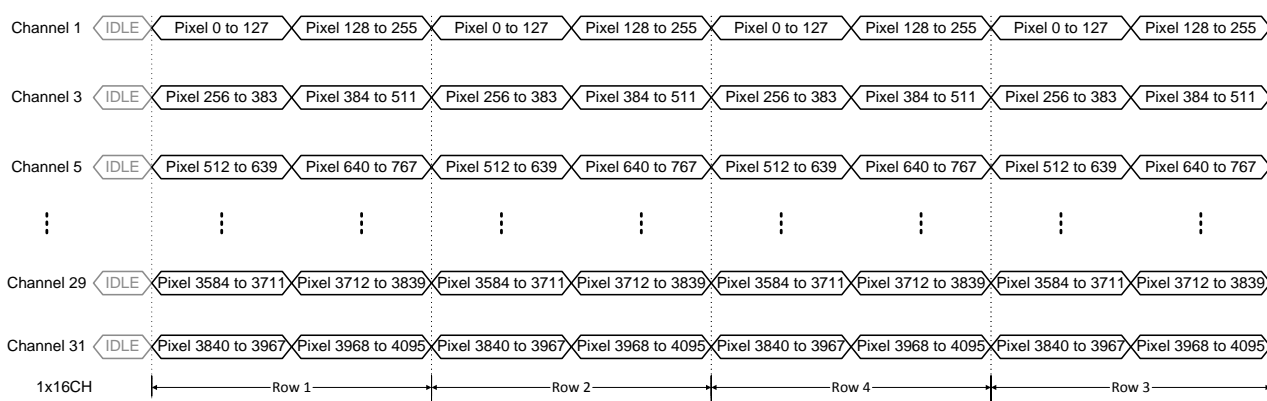 Channel 1 IDLE Pixel 0 to 127 Pixel 128 to 255 Pixel 0 to 127 Pixel 128 to 255 Pixel 0 to 127 Pixel 128 to 255 Pixel 0 to 127 Pixel 128 to 255
Channel 3 IDLE Pixel 256 to 383 Pixel 384 to 511 Pixel 256 to 383 Pixel 384 to 511 Pixel 256 to 383 Pixel 384 to 511 Pixel 256 to 383 Pixel 384 to 511
Channel 5 IDLE Pixel 512 to 639 Pixel 640 to 767 Pixel 512 to 639 Pixel 640 to 767 Pixel 512 to 639 Pixel 640 to 767 Pixel 512 to 639 Pixel 640 to 767
Channel 29 IDLE Pixel 3584 to 3711 Pixel 3712 to 3839 Pixel 3584 to 3711 Pixel 3712 to 3839 Pixel 3584 to 3711 Pixel 3712 to 3839 Pixel 3584 to 3711 Pixel 3712 to 3839
Channel 31 IDLE Pixel 3840 to 3967 Pixel 3968 to 4095 Pixel 3840 to 3967 Pixel 3968 to 4095 Pixel 3840 to 3967 Pixel 3968 to 4095 Pixel 3840 to 3967 Pixel 3968 to 4095
1x16CH Row 1 Row 2 Row 4 Row 3